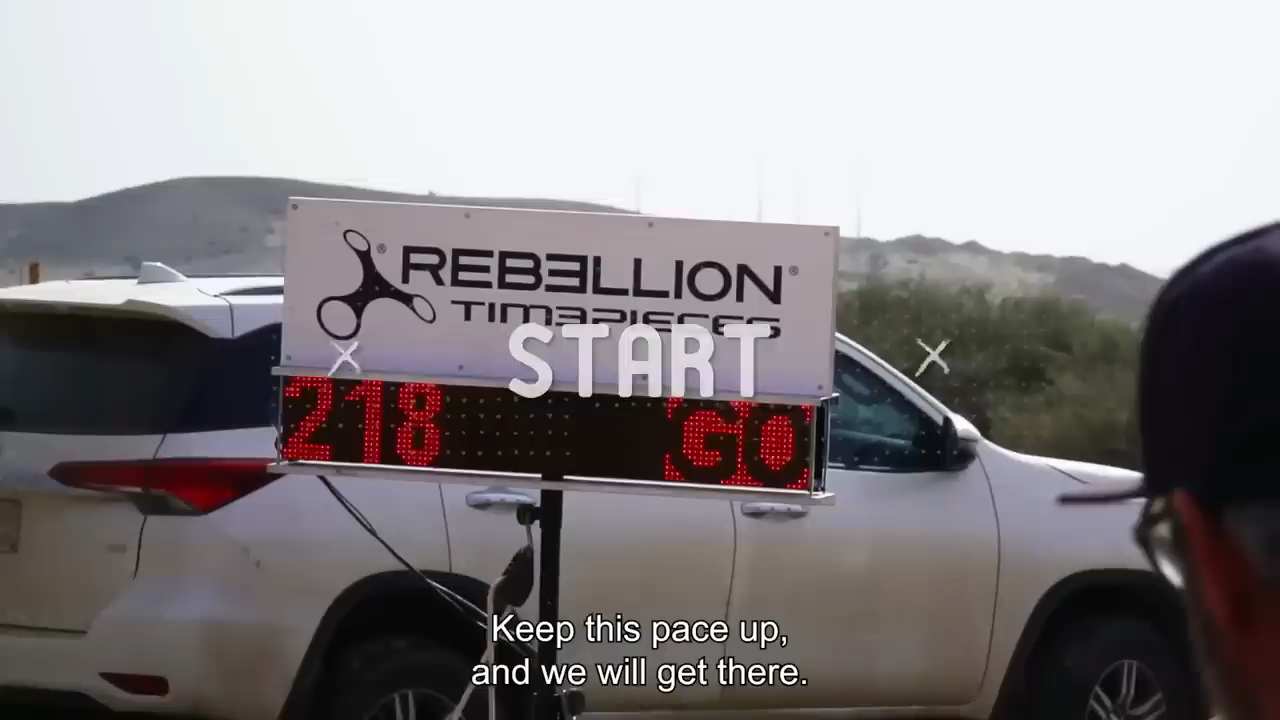 REBELLION
TIMEPIECES
START
218 GO
Keep this pace up,
and we will get there.